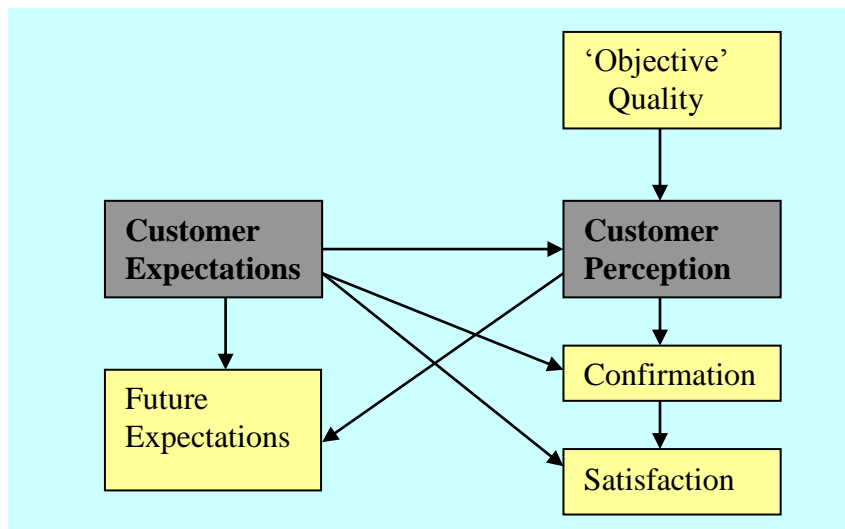 ‘Objective’
Quality
Customer
Expectations
Customer
Perception
Confirmation
Future
Expectations
Satisfaction